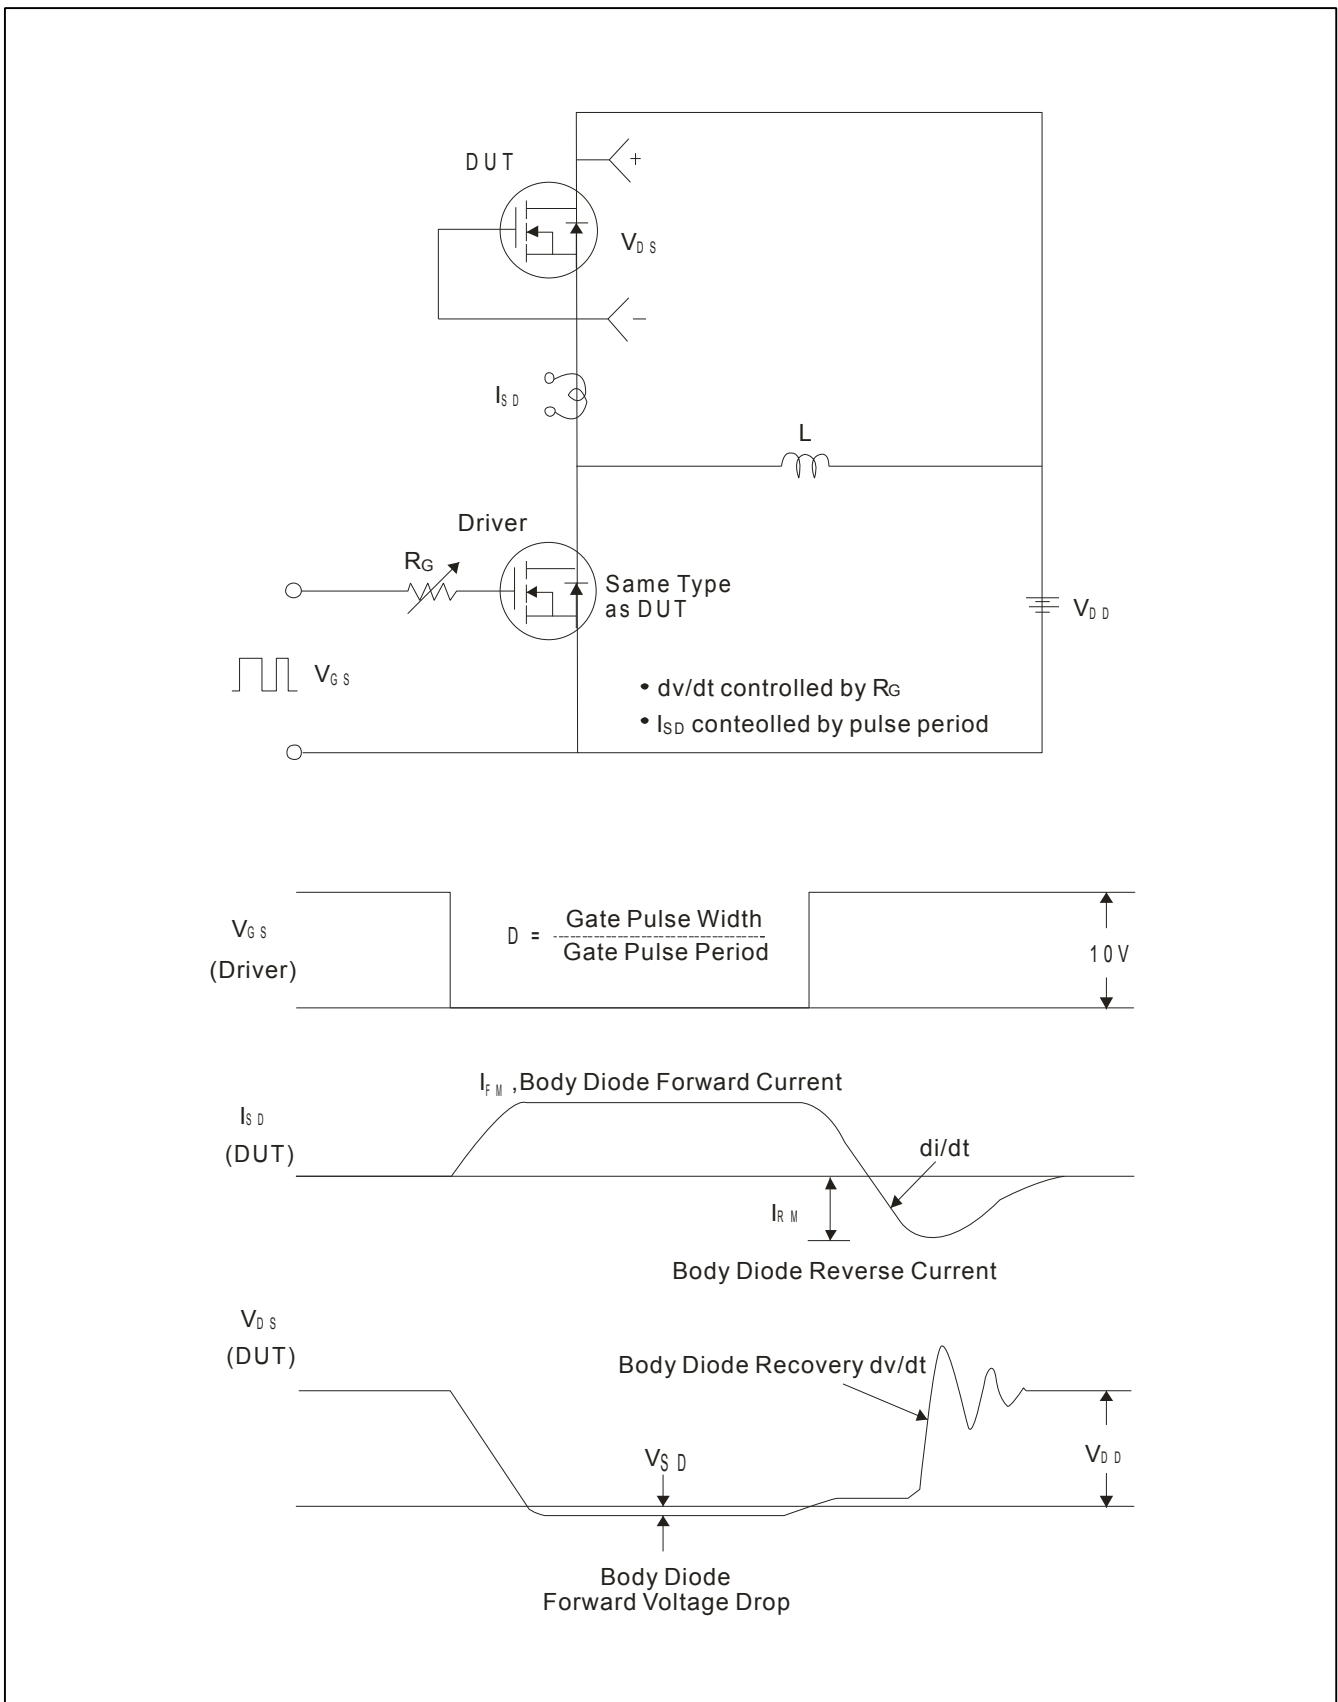 DUT
+
VDS
−
ISD
L
Driver
RG
Same Type
as DUT
VDD
VGS
• dv/dt controlled by RG
• ISD conteolled by pulse period
VGS
(Driver)
D = Gate Pulse Width
Gate Pulse Period
10V
IFM ,Body Diode Forward Current
ISD
(DUT)
di/dt
IRM
Body Diode Reverse Current
VDS
(DUT)
Body Diode Recovery dv/dt
VSD
VDD
Body Diode
Forward Voltage Drop